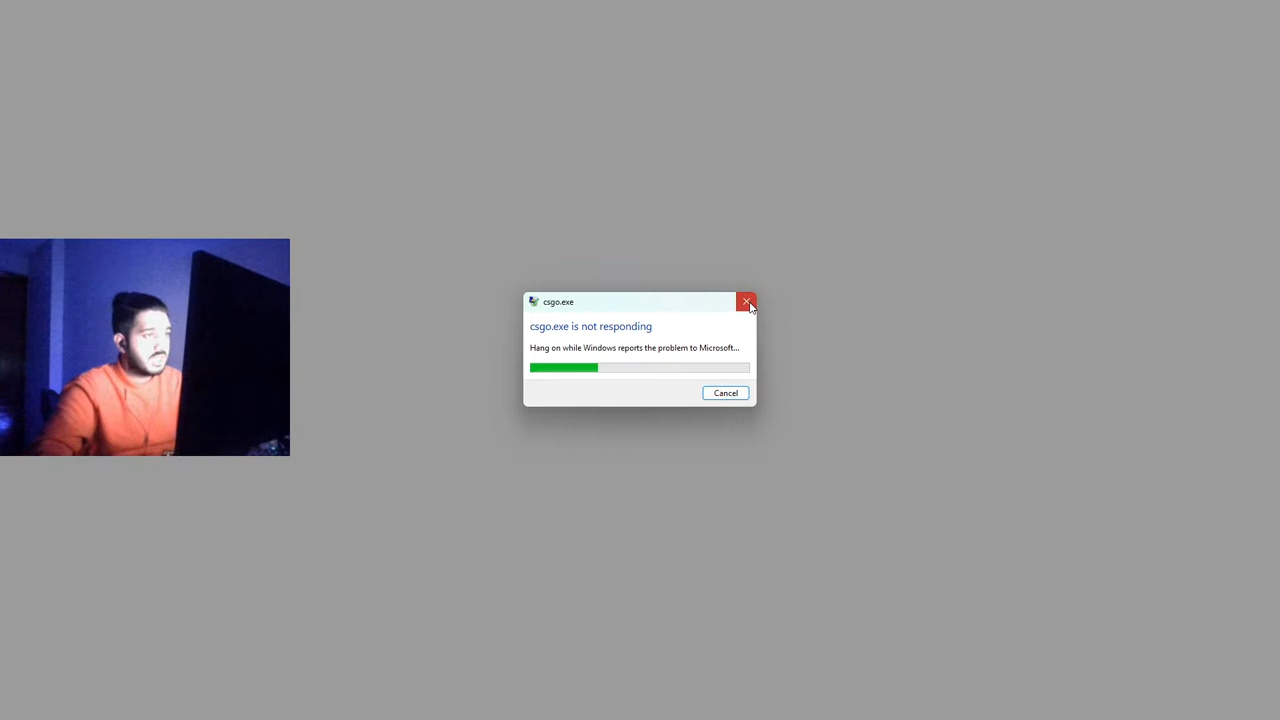 csgo.exe
csgo.exe is not responding
Hang on while Windows reports the problem to Microsoft...
Cancel